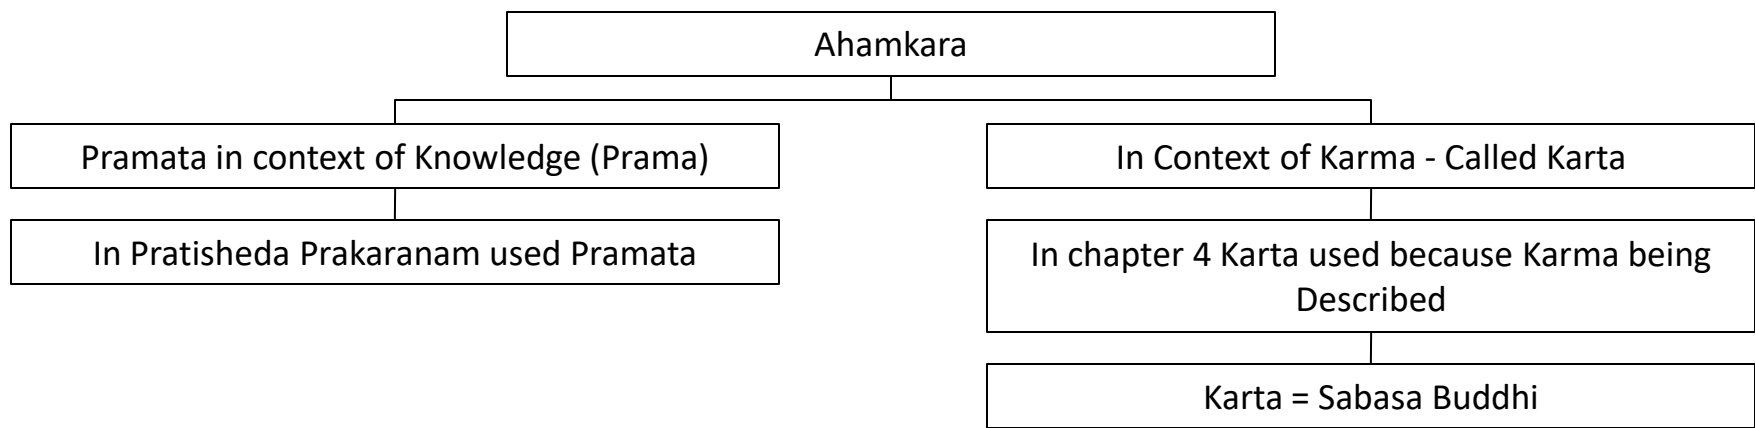 Ahamkara
Pramata in context of Knowledge (Prama)
In Context of Karma - Called Karta
In Pratisheda Prakaranam used Pramata
In chapter 4 Karta used because Karma being
Described
Karta = Sabasa Buddhi